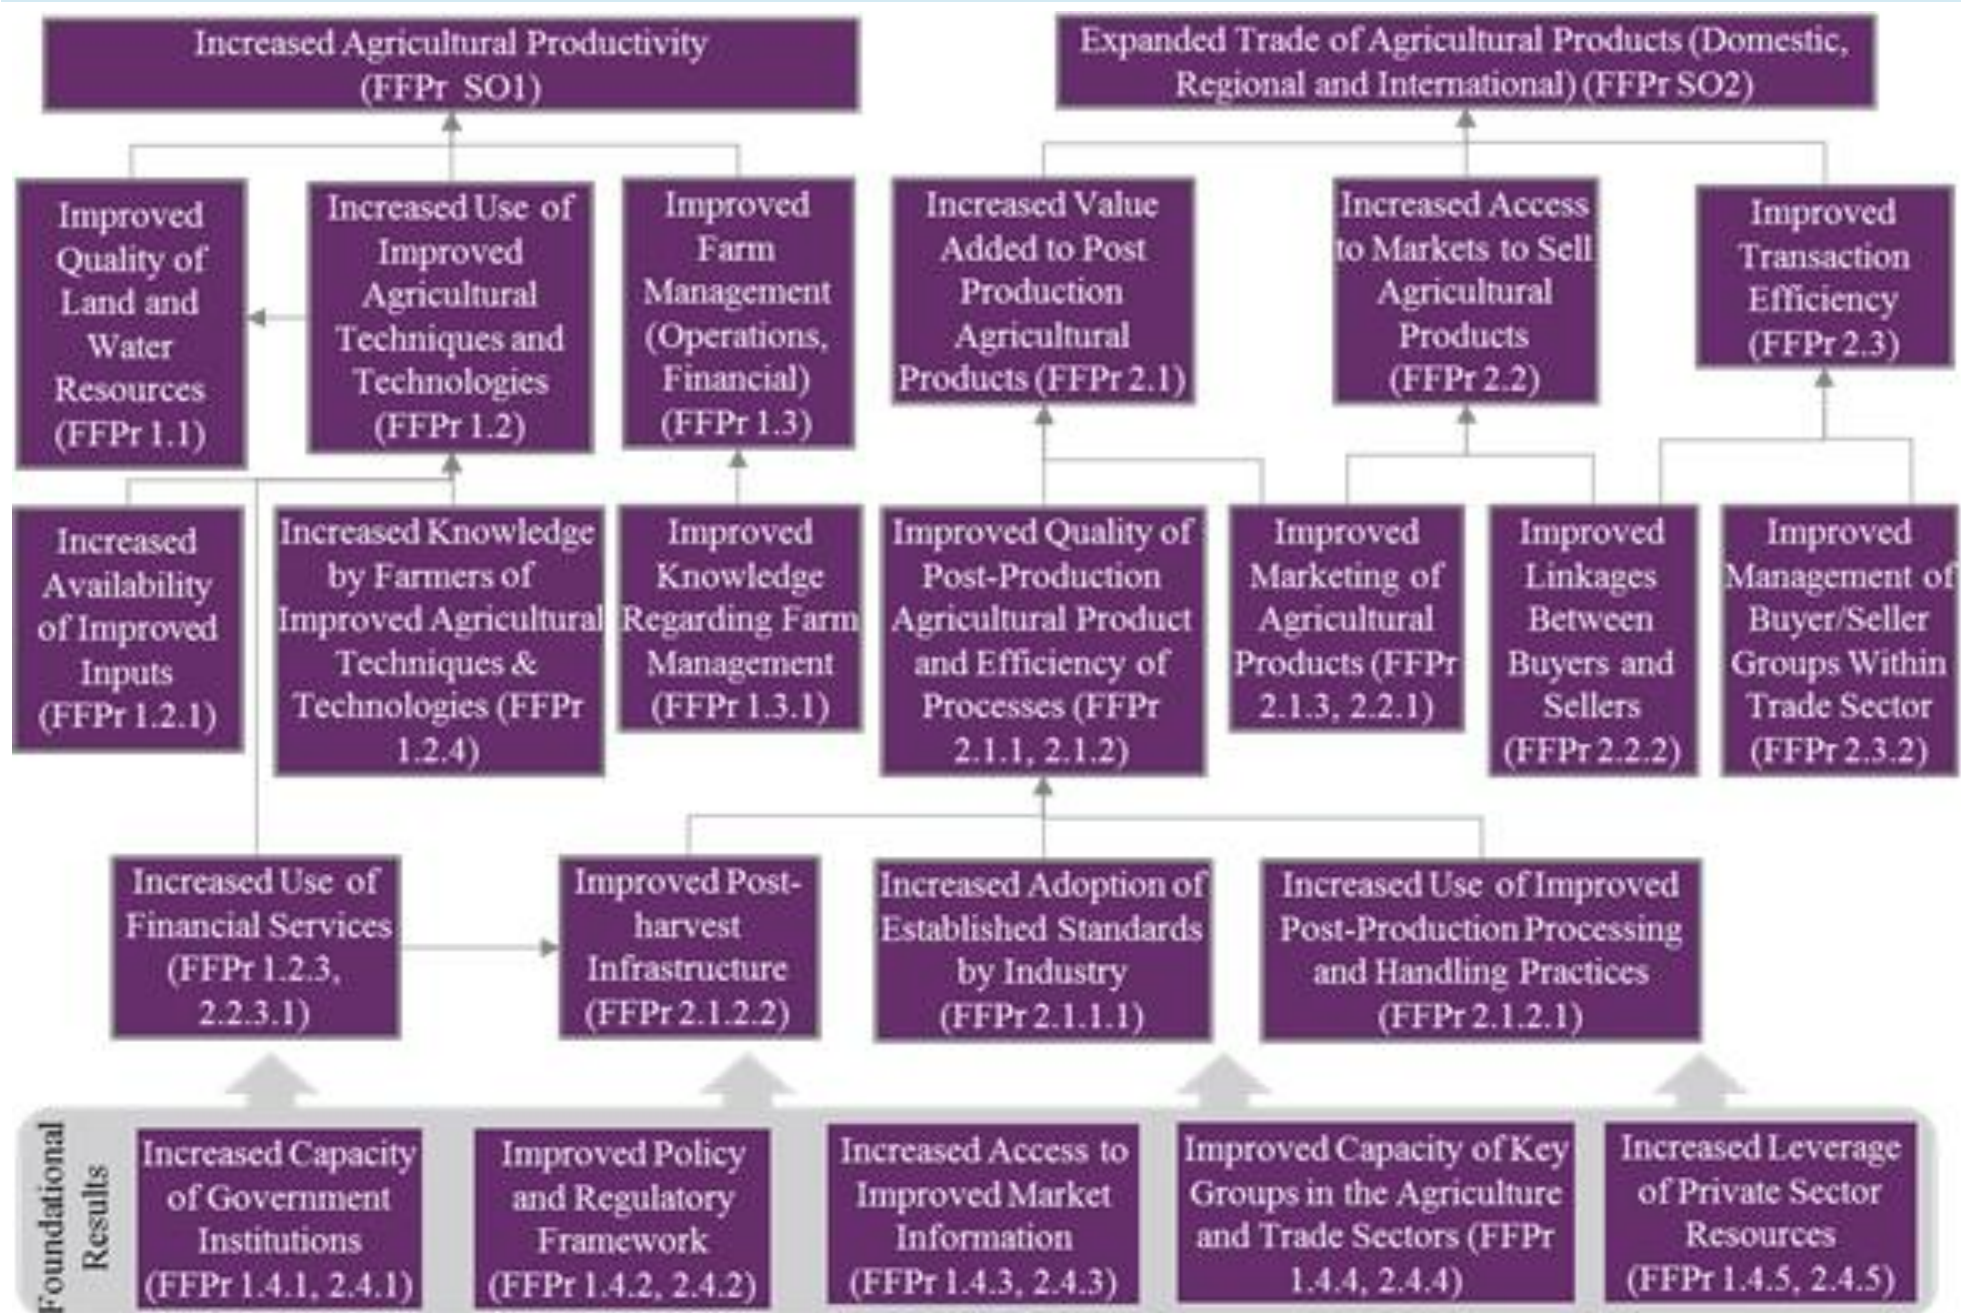 Increased Agricultural Productivity
(FFPr SO1)
Expanded Trade of Agricultural Products (Domestic,
Regional and International) (FFPr SO2)
Improved
Quality of
Land and
Water
Resources
(FFPr 1.1)
Increased Use of
Improved
Agricultural
Techniques and
Technologies
(FFPr 1.2)
Improved
Farm
Management
(Operations,
Financial)
(FFPr 1.3)
Increased Value
Added to Post
Production
Agricultural
Products (FFPr 2.1)
Increased Access
to Markets to Sell
Agricultural
Products
(FFPr 2.2)
Improved
Transaction
Efficiency
(FFPr 2.3)
Increased
Availability
of Improved
Inputs
(FFPr 1.2.1)
Increased Knowledge
by Farmers of
Improved Agricultural
Techniques &
Technologies (FFPr
1.2.4)
Improved
Knowledge
Regarding Farm
Management
(FFPr 1.3.1)
Improved Quality of
Post-Production
Agricultural Product
and Efficiency of
Processes (FFPr
2.1.1, 2.1.2)
Improved
Marketing of
Agricultural
Products (FFPr
2.1.3, 2.2.1)
Improved
Linkages
Between
Buyers and
Sellers
(FFPr 2.2.2)
Improved
Management of
Buyer/Seller
Groups Within
Trade Sector
(FFPr 2.3.2)
Increased Use of
Financial Services
(FFPr 1.2.3,
2.2.3.1)
Improved Post-
harvest
Infrastructure
(FFPr 2.1.2.2)
Increased Adoption of
Established Standards
by Industry
(FFPr 2.1.1.1)
Increased Use of Improved
Post-Production Processing
and Handling Practices
(FFPr 2.1.2.1)
Foundational
Results
Increased Capacity
of Government
Institutions
(FFPr 1.4.1, 2.4.1)
Improved Policy
and Regulatory
Framework
(FFPr 1.4.2, 2.4.2)
Increased Access to
Improved Market
Information
(FFPr 1.4.3, 2.4.3)
Improved Capacity of Key
Groups in the Agriculture
and Trade Sectors (FFPr
1.4.4, 2.4.4)
Increased Leverage
of Private Sector
Resources
(FFPr 1.4.5, 2.4.5)